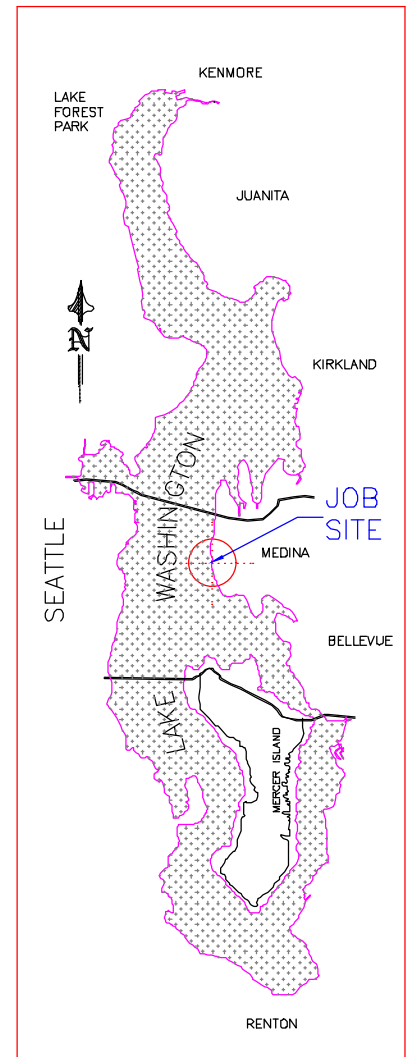 KENMORE
LAKE
FOREST
PARK
JUANITA
N
KIRKLAND
WASHINGTON
JOB
SITE
SEATTLE
MEDINA
BELLEVUE
LAKE
MERCER ISLAND
RENTON